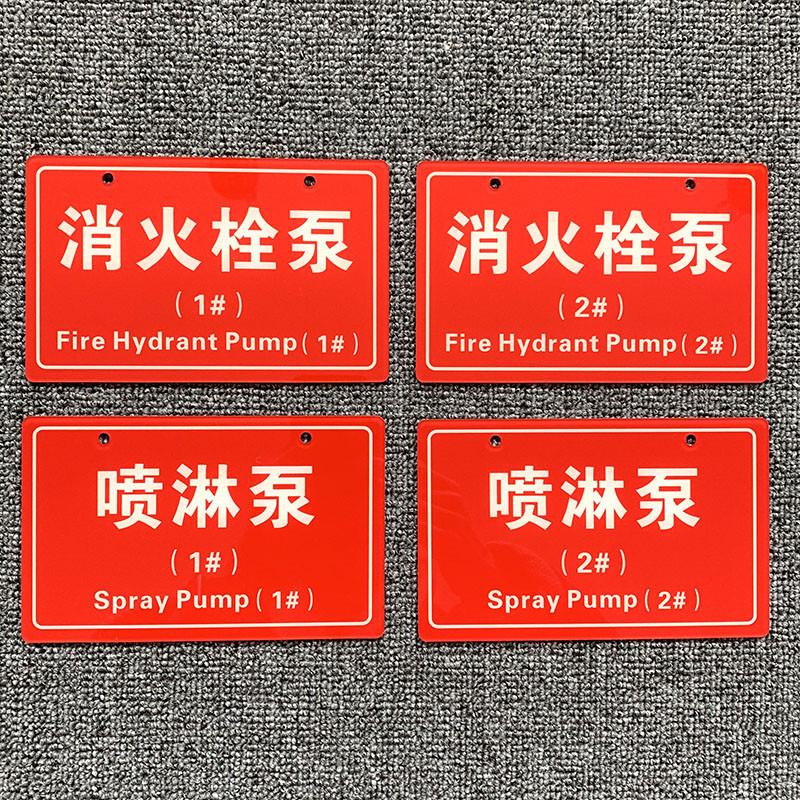 消火栓泵
(1#)
Fire Hydrant Pump(1#)
消火栓泵
(2#)
Fire Hydrant Pump(2#)
喷淋泵
(1#)
Spray Pump(1#)
喷淋泵
(2#)
Spray Pump(2#)